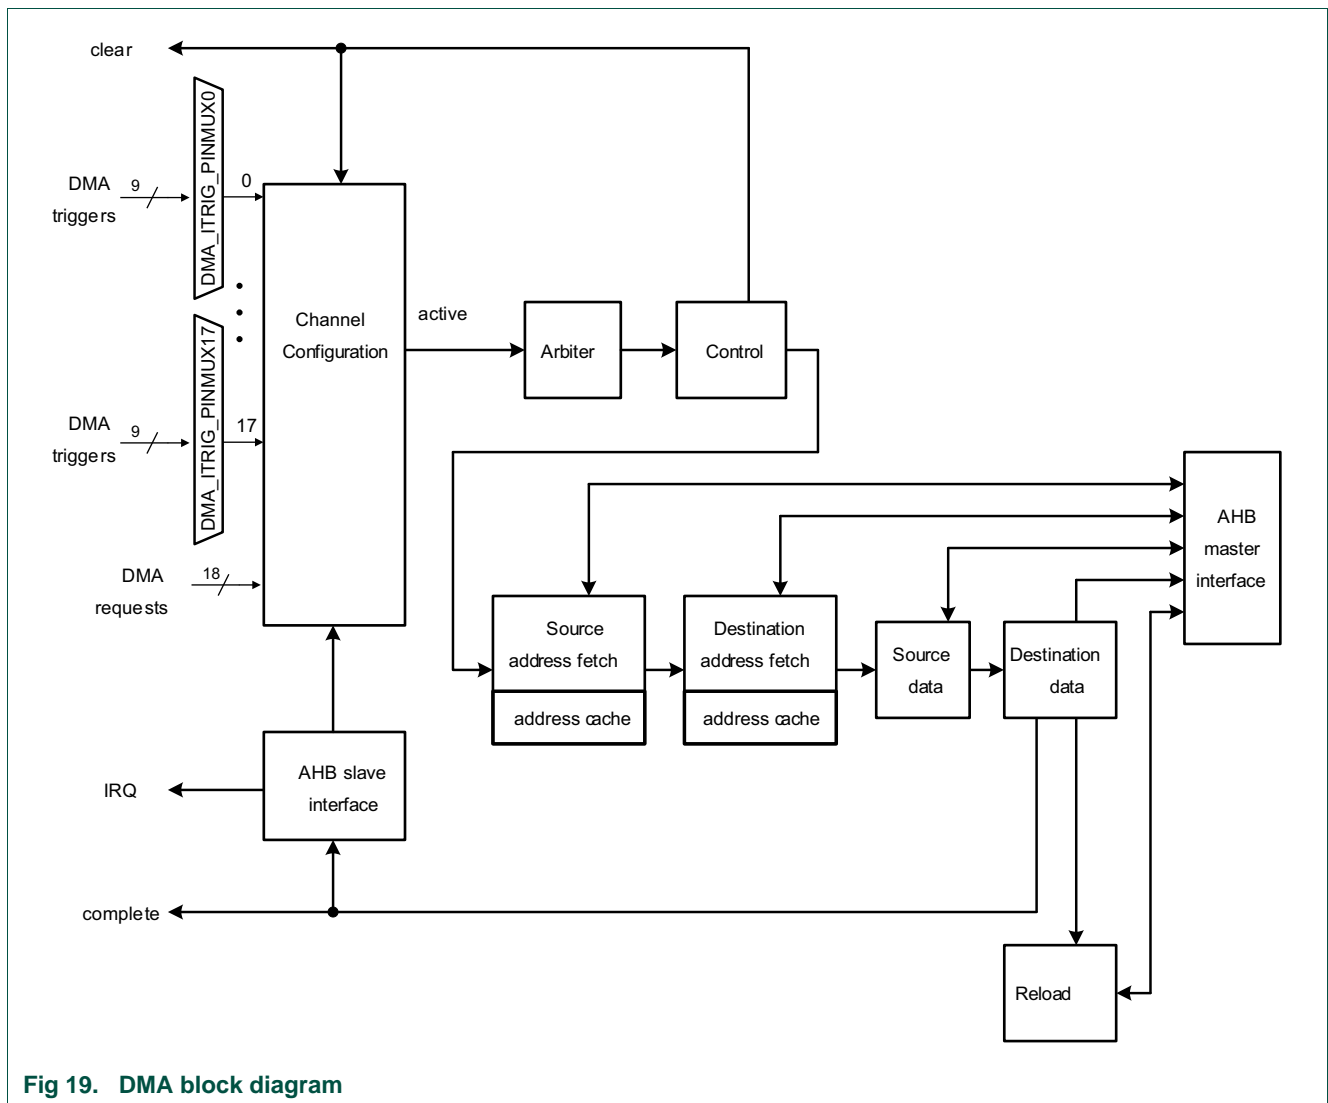 clear
DMA_ITRIG_PINMUX0
DMA
triggers
9
0
Channel
Configuration
active
Arbiter
Control
DMA_ITRIG_PINMUX17
DMA
triggers
9
17
AHB
master
interface
DMA
requests
18
Source
address fetch
address cache
Destination
address fetch
address cache
Source
data
Destination
data
AHB slave
interface
IRQ
complete
Reload
Fig 19. DMA block diagram